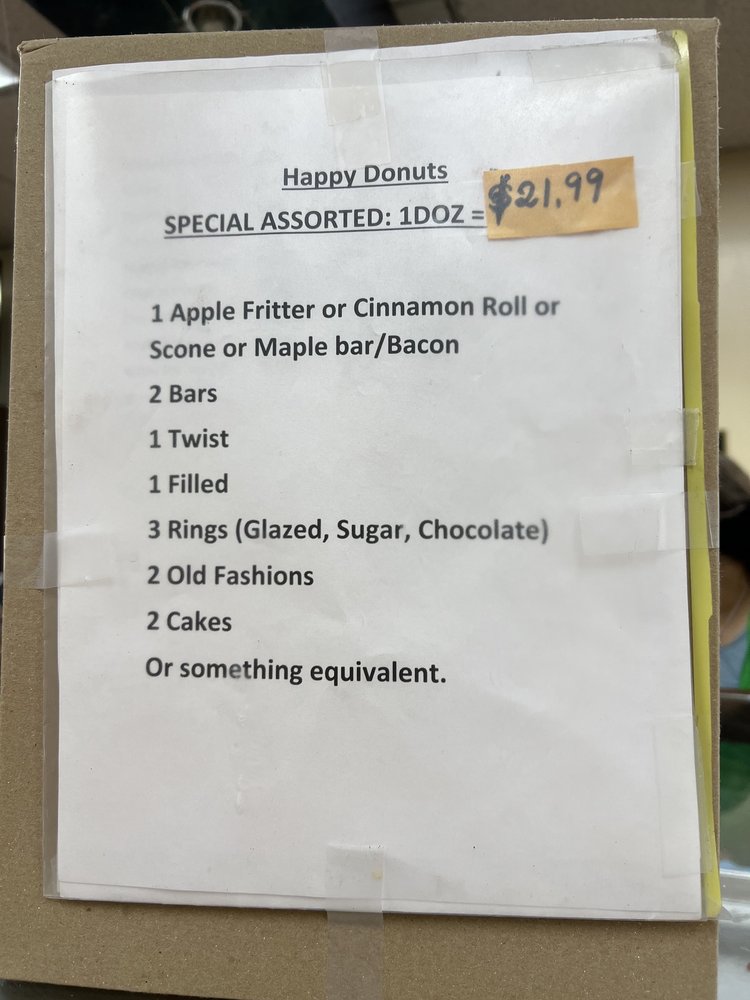 Happy Donuts
SPECIAL ASSORTED: 1DOZ = $21.99
1 Apple Fritter or Cinnamon Roll or
Scone or Maple bar/Bacon
2 Bars
1 Twist
1 Filled
3 Rings (Glazed, Sugar, Chocolate)
2 Old Fashions
2 Cakes
Or something equivalent.